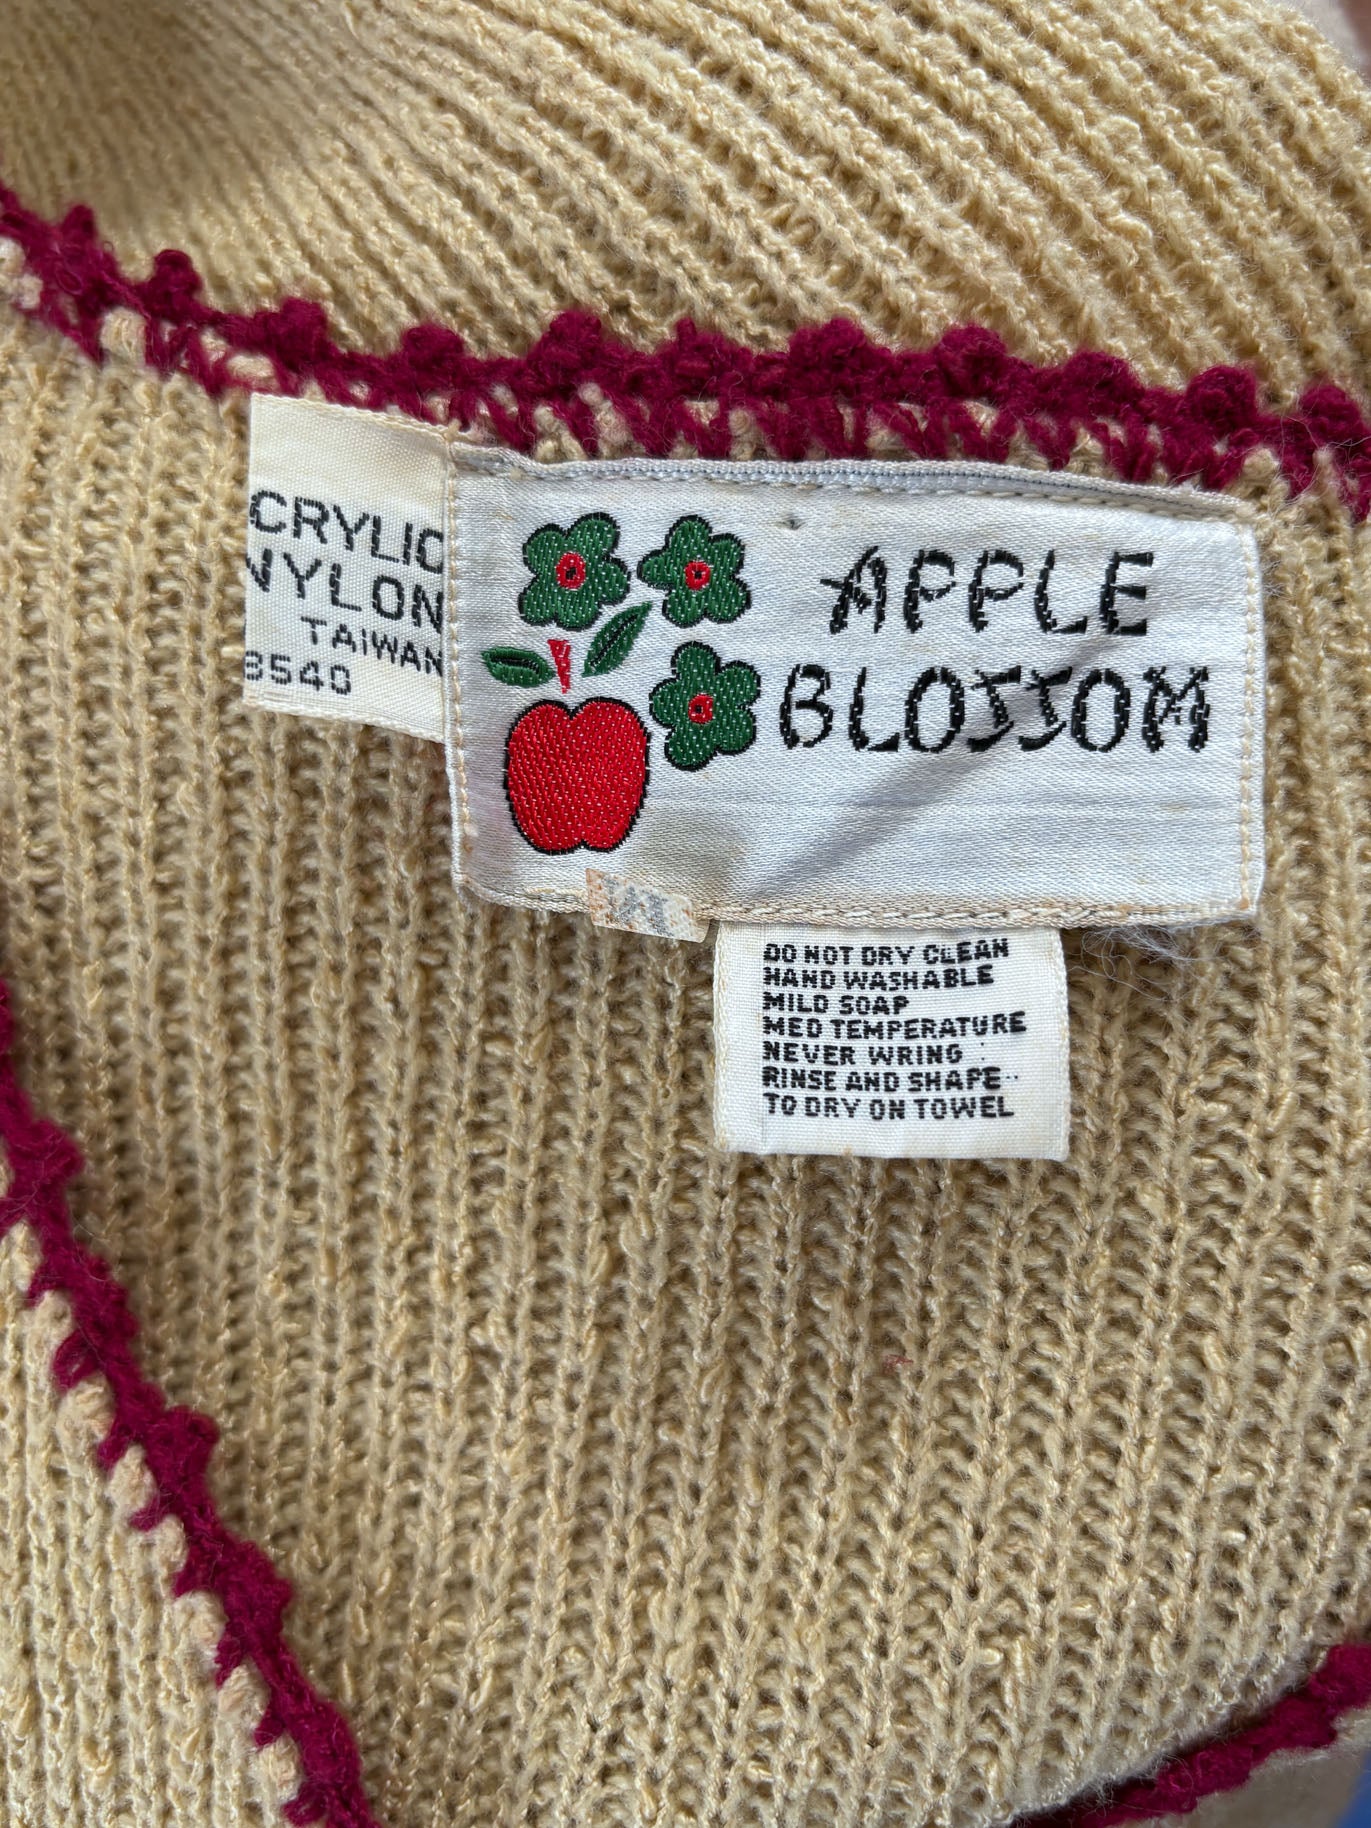 CRYLIC
NYLON
TAIWAN
3540
APPLE
BLOSSOM
M
DO NOT DRY CLEAN
HAND WASHABLE
MILD SOAP
MED TEMPERATURE
NEVER WRING
RINSE AND SHAPE
TO DRY ON TOWEL